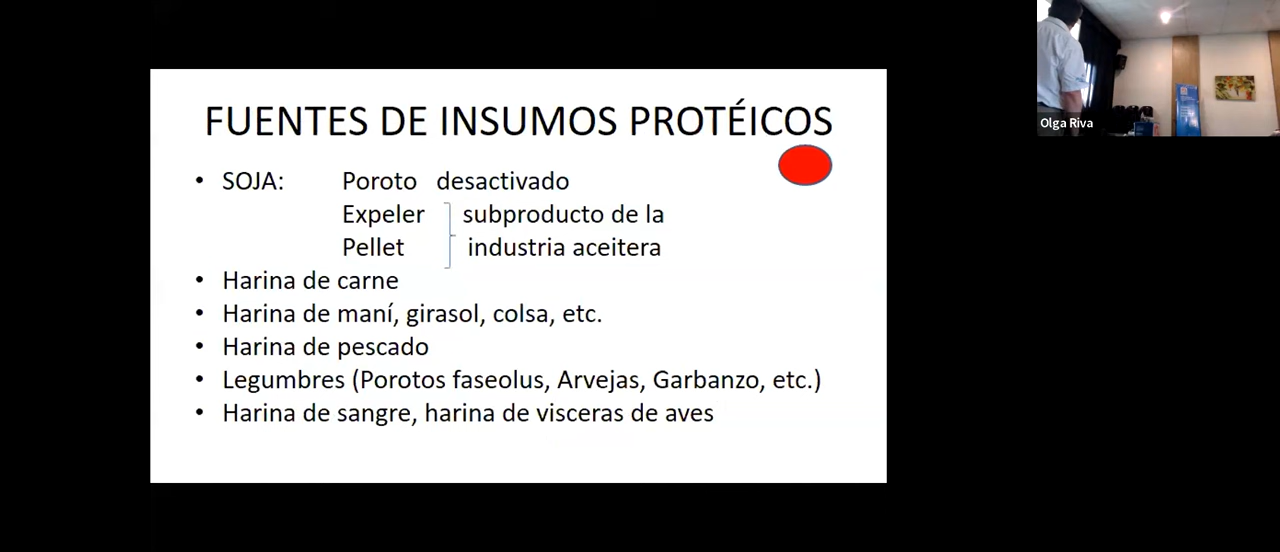 FUENTES DE INSUMOS PROTÉICOS
• SOJA: Poroto desactivado
Expeler subproducto de la
Pellet industria aceitera
• Harina de carne
• Harina de maní, girasol, colsa, etc.
• Harina de pescado
• Legumbres (Porotos faseolus, Arvejas, Garbanzo, etc.)
• Harina de sangre, harina de visceras de aves
Olga Riva